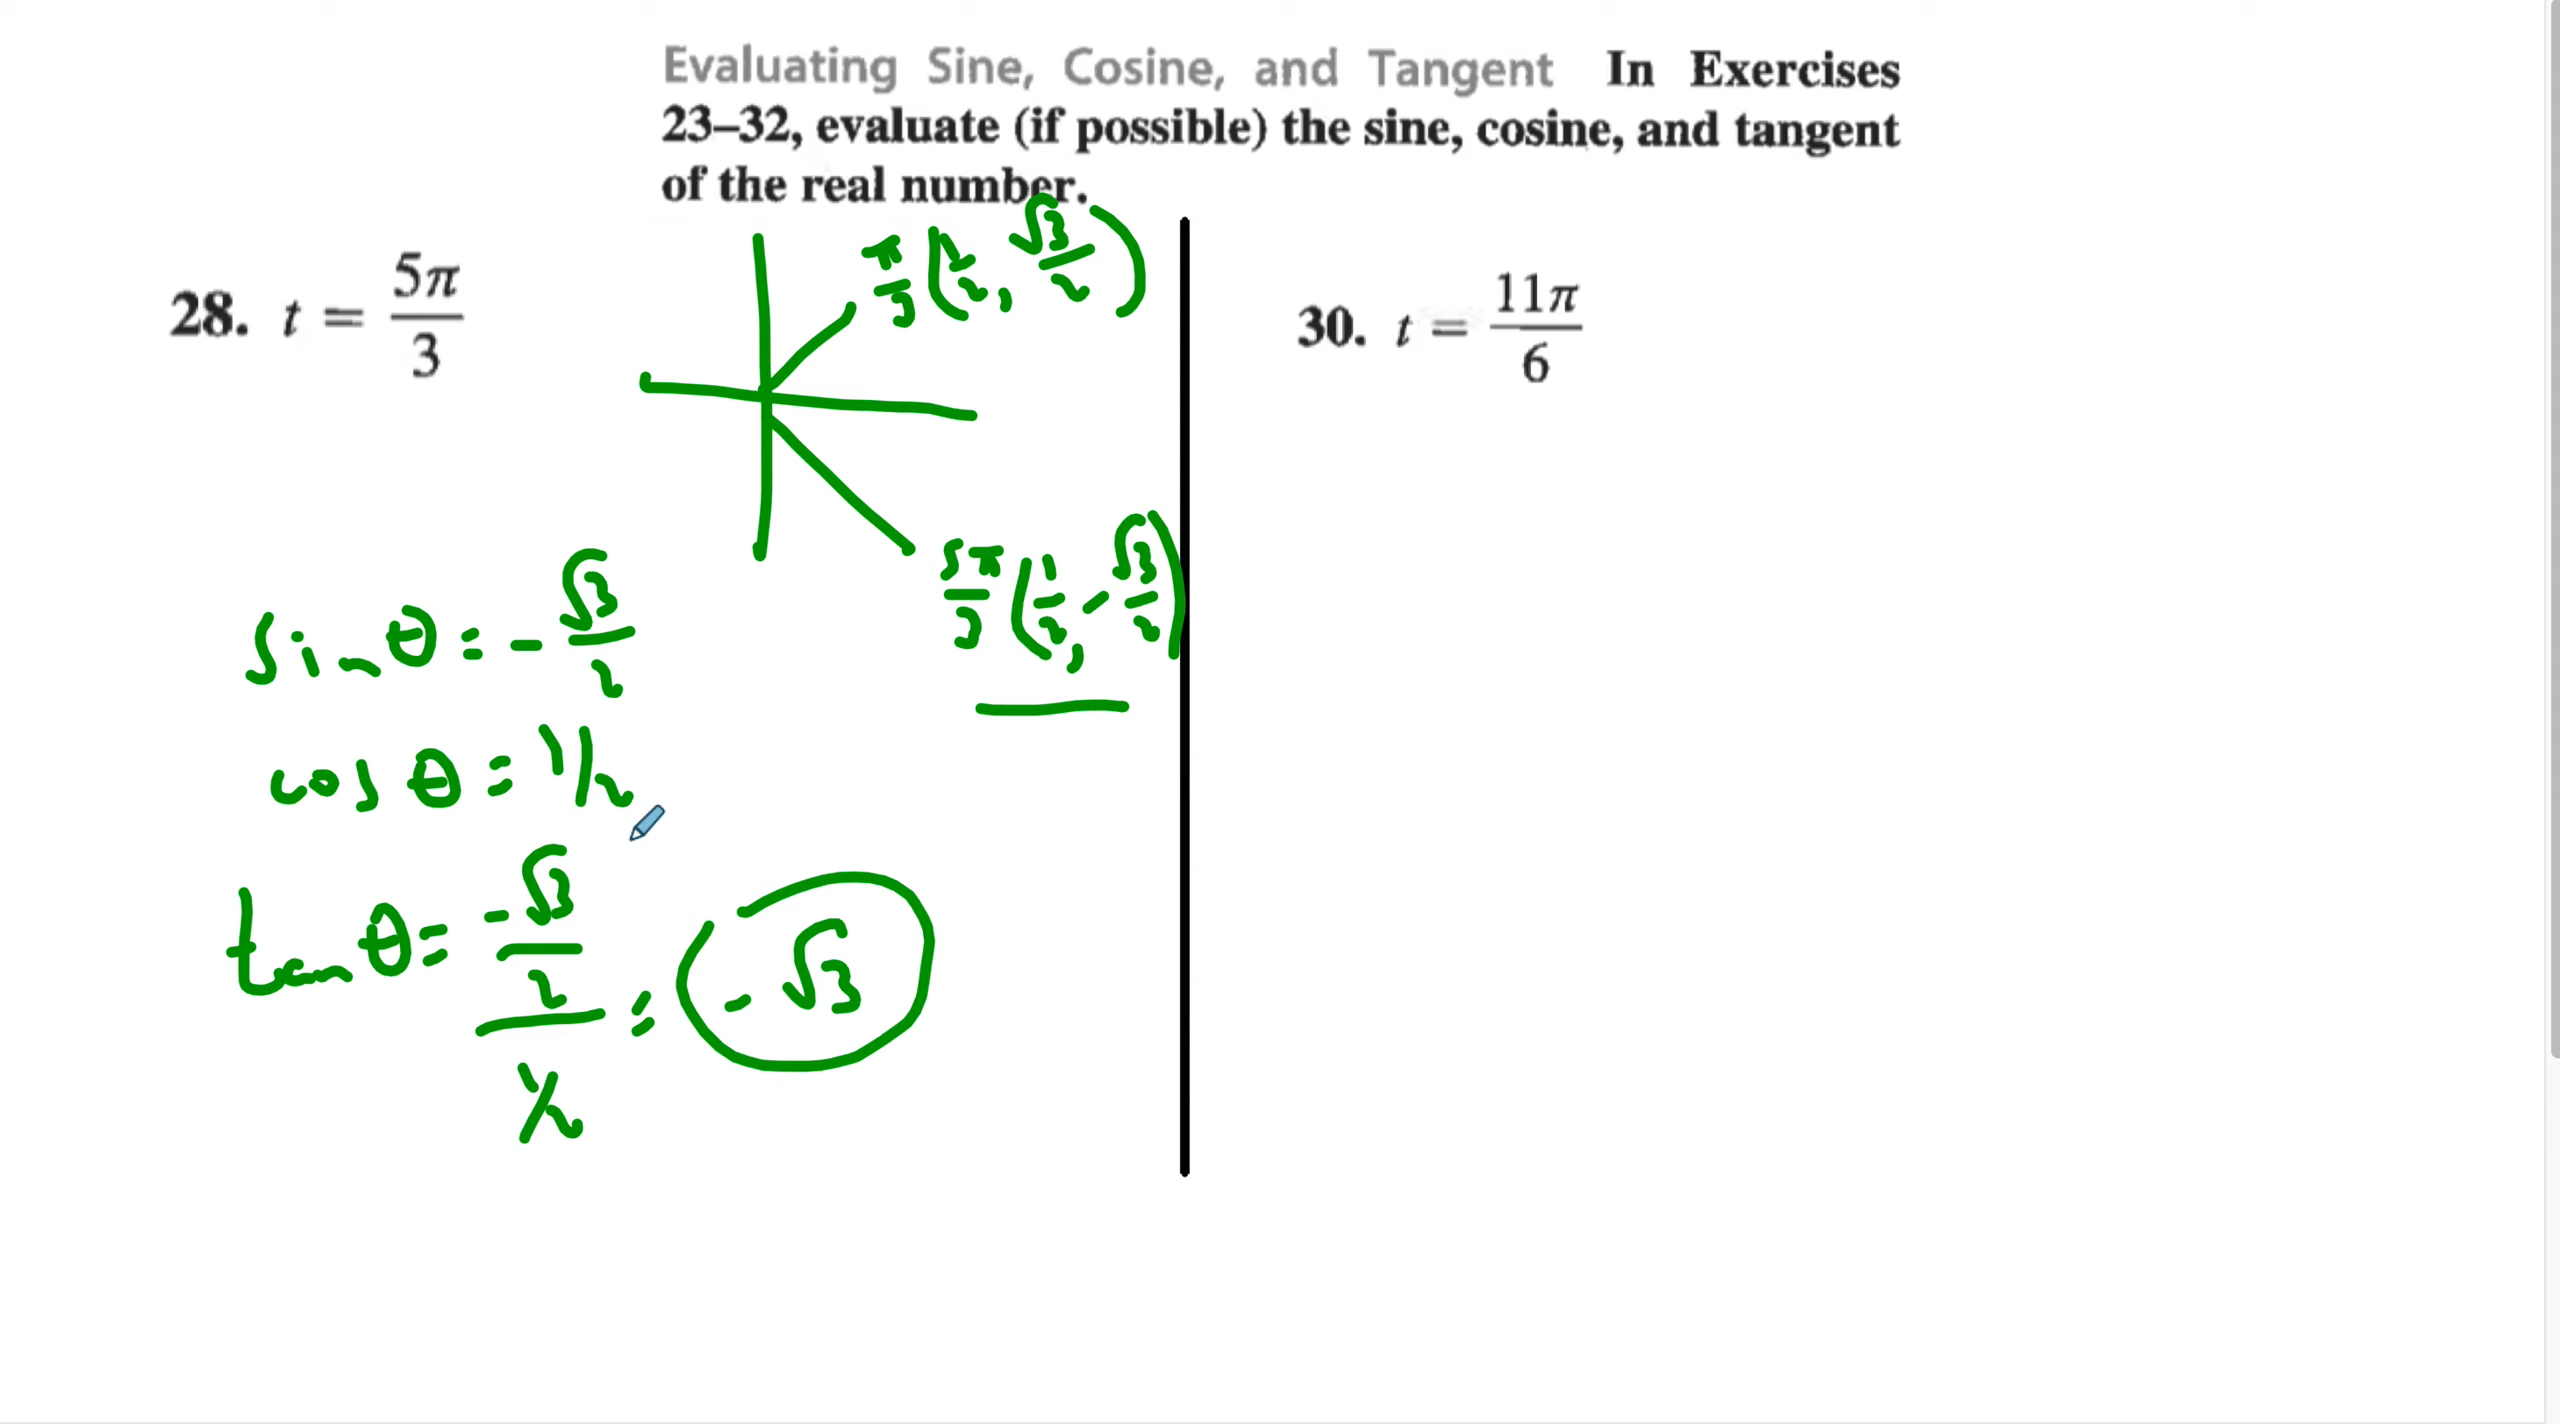 Evaluating Sine, Cosine, and Tangent In Exercises
23–32, evaluate (if possible) the sine, cosine, and tangent
of the real number.
28. t = 5π/3
π/3 (1/2, √3/2)
5π/3 (1/2, -√3/2)
sin θ = -√3/2
cos θ = 1/2
tan θ = (-√3/2)/(1/2) = -√3
30. t = 11π/6